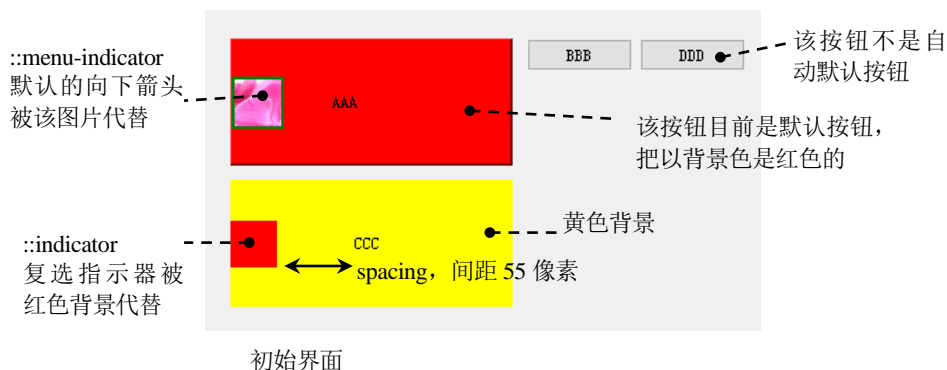 ::menu-indicator
默认的向下箭头
被该图片代替
AAA
BBB
DDD
该按钮不是自
动默认按钮
该按钮目前是默认按钮，
把以背景色是红色的
::indicator
复选指示器被
红色背景代替
CCC
黄色背景
spacing，间距 55 像素
初始界面